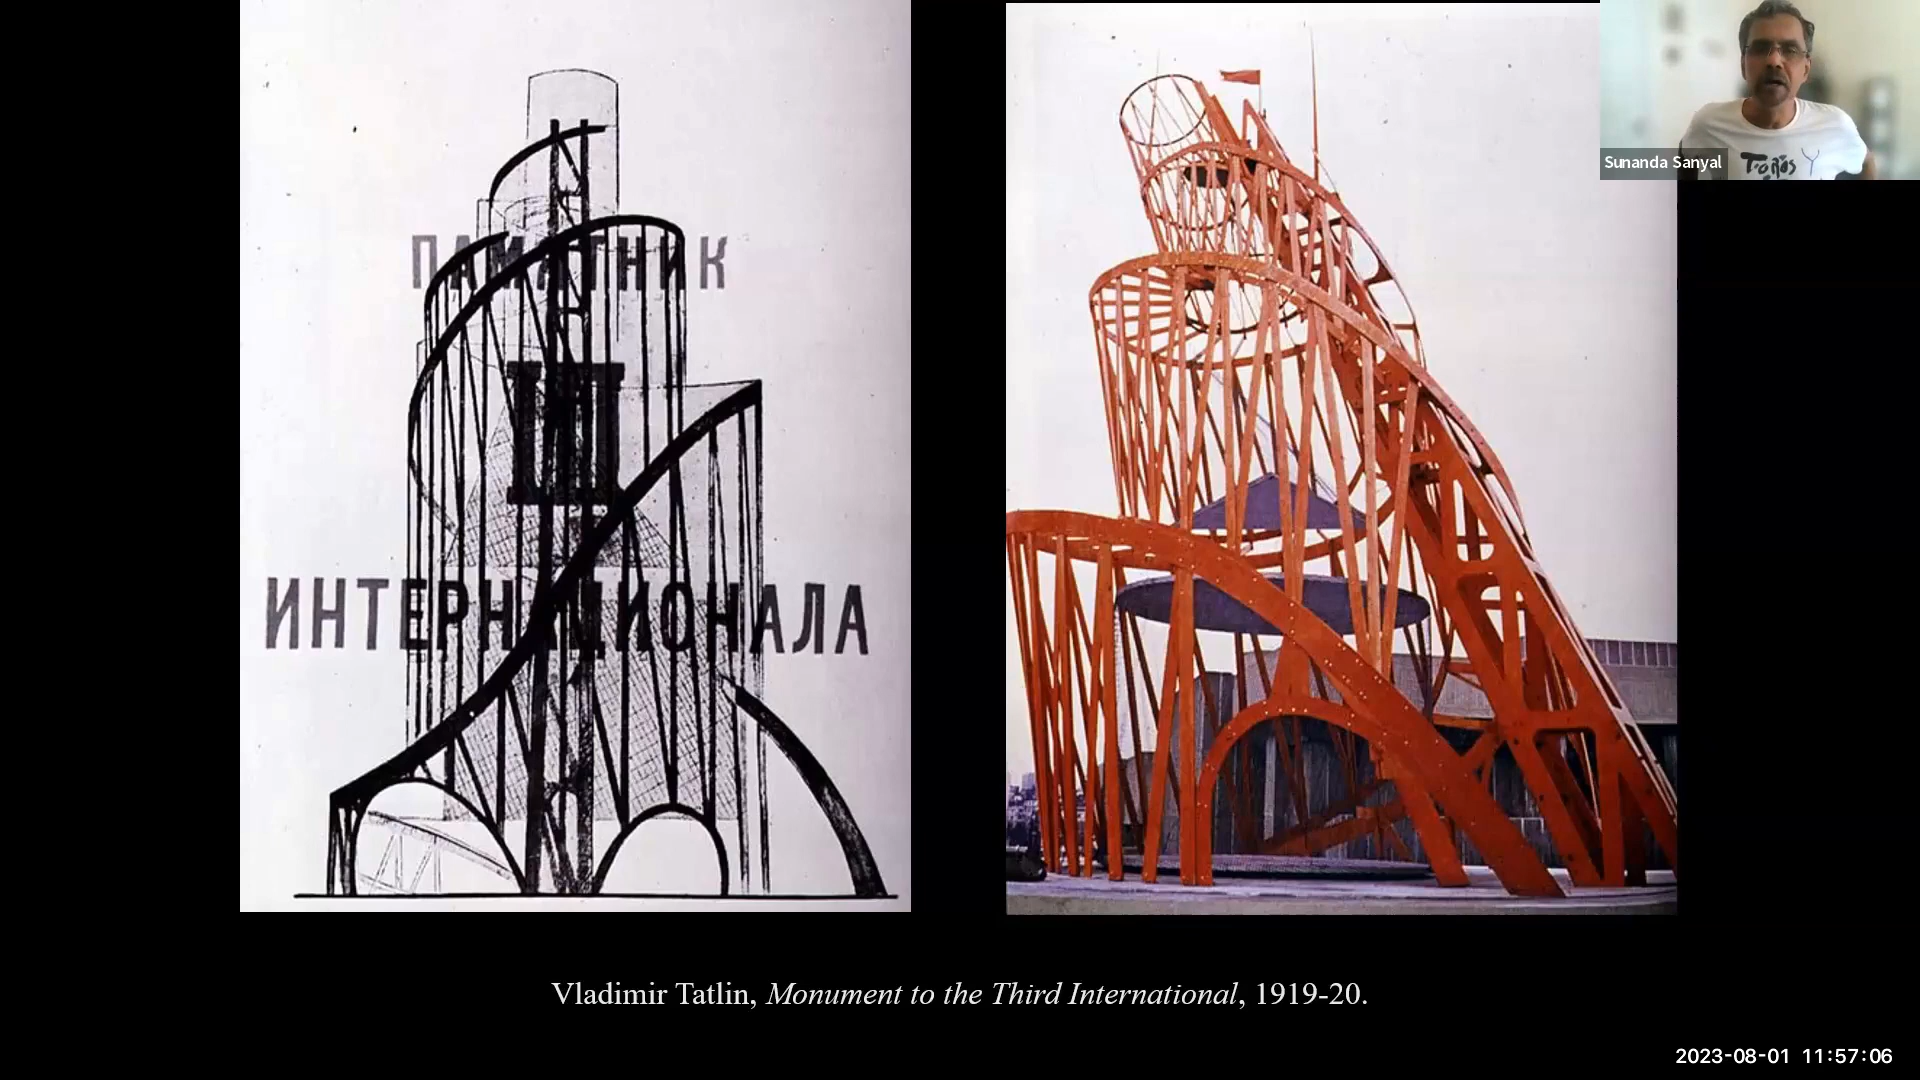 ПАМЯТНИК
III
ИНТЕРНАЦИОНАЛА
Sunanda Sanyal
Vladimir Tatlin, Monument to the Third International, 1919-20.
2023-08-01 11:57:06